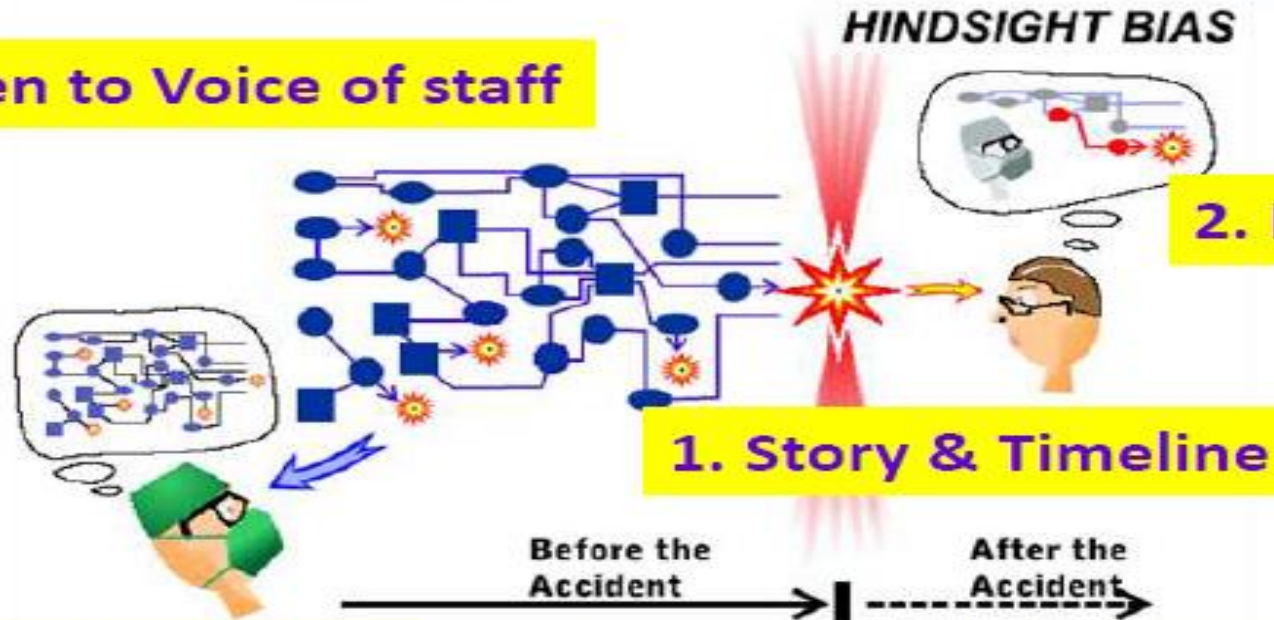 HINDSIGHT BIAS
en to Voice of staff
2.
1. Story & Timeline
Before the
Accident
After the
Accident